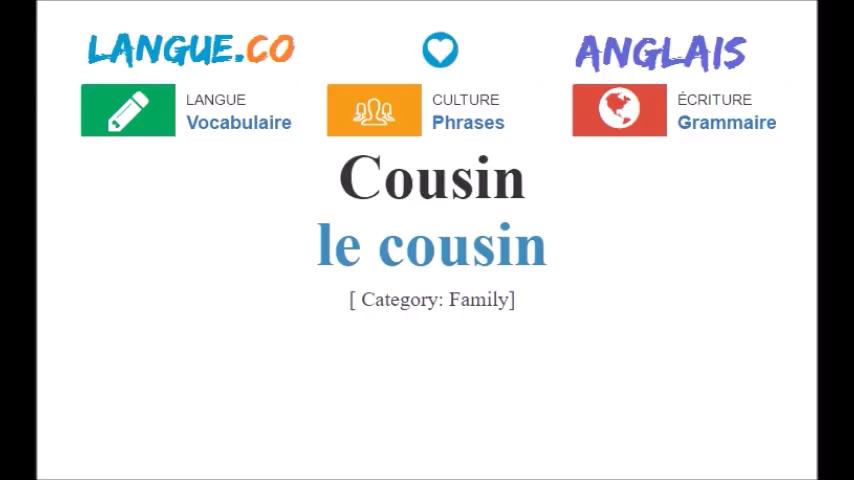 LANGUE.CO
ANGLAIS
LANGUE
Vocabulaire
CULTURE
Phrases
ÉCRITURE
Grammaire
Cousin
le cousin
[ Category: Family]